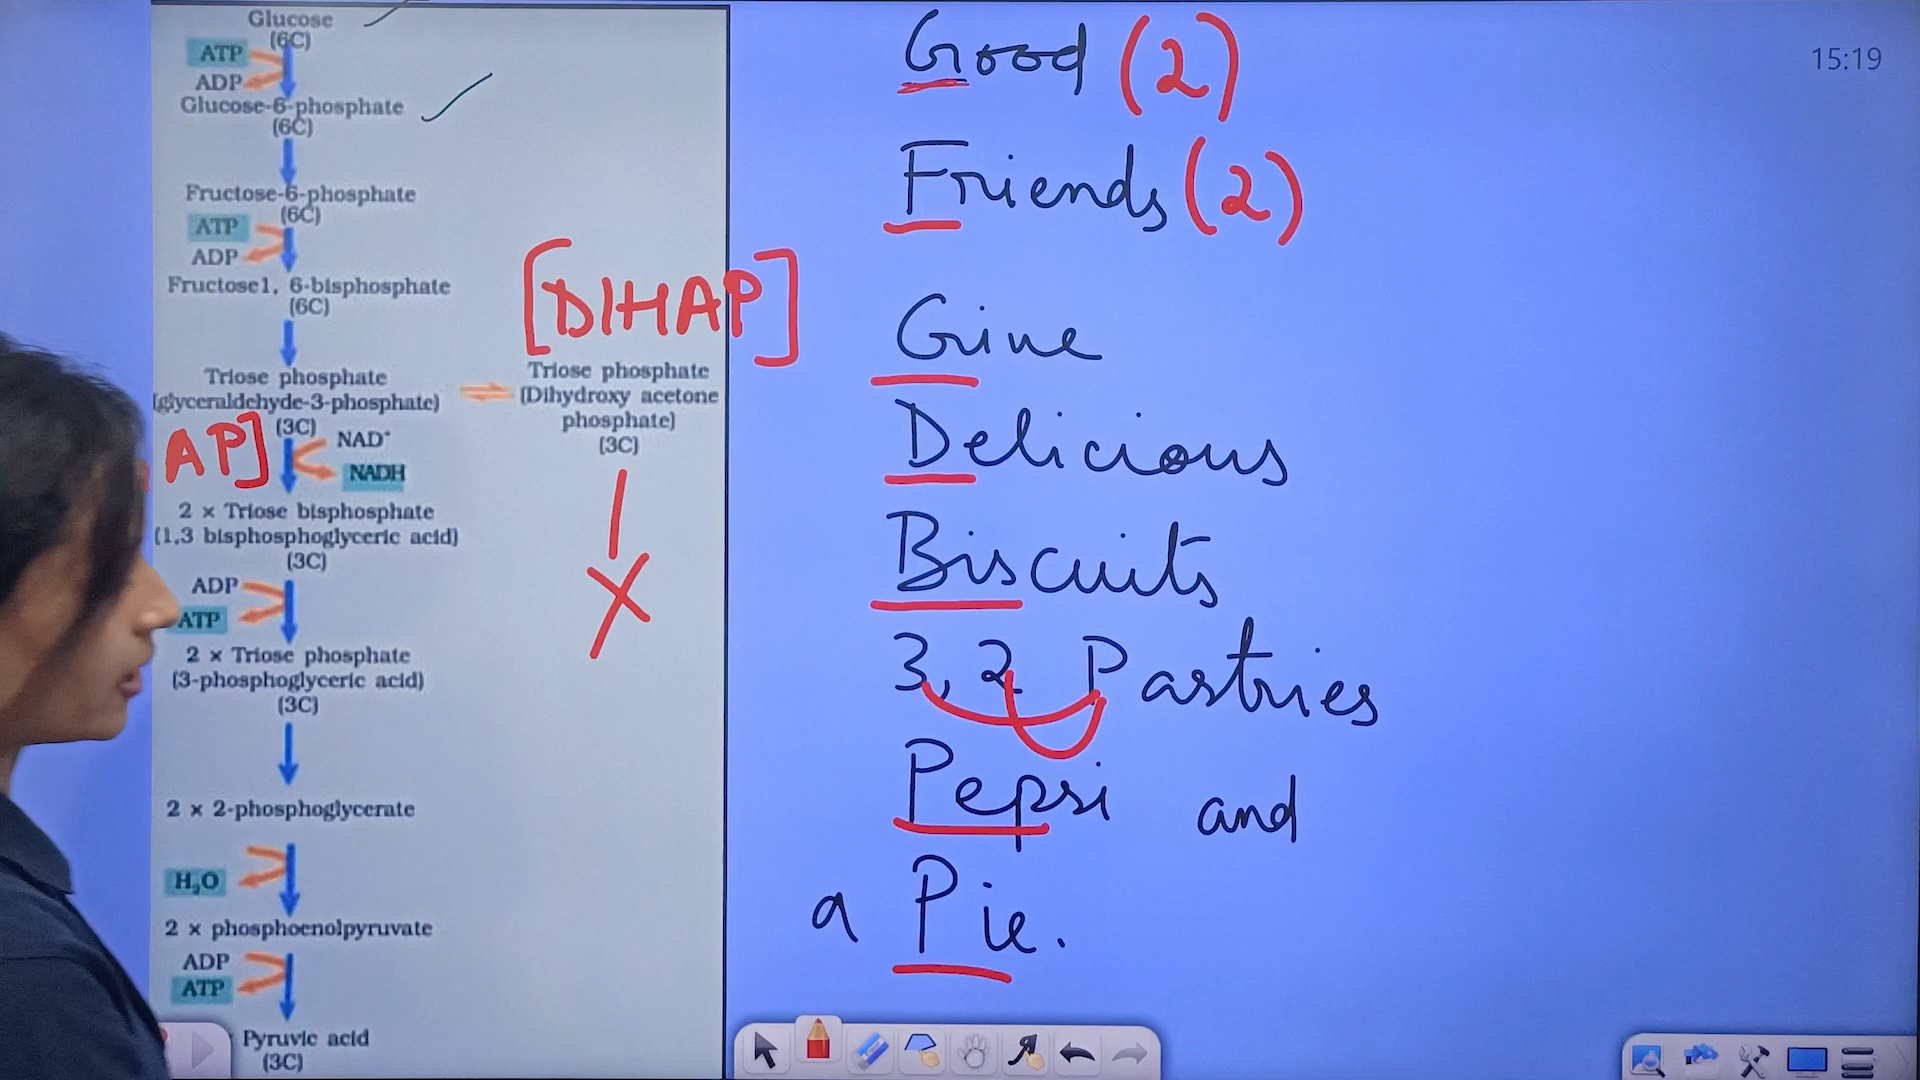 Glucose
(6C)
ATP
ADP
Glucose-6-phosphate
(6C)
Fructose-6-phosphate
(6C)
ATP
ADP
Fructose1, 6-bisphosphate
(6C)
[DIHAP]
Triose phosphate
(glyceraldehyde-3-phosphate)
(3C)
Triose phosphate
(Dihydroxy acetone
phosphate)
(3C)
AP]
NAD⁺
NADH
2 × Triose bisphosphate
(1,3 bisphosphoglyceric acid)
(3C)
ADP
ATP
2 × Triose phosphate
(3-phosphoglyceric acid)
(3C)
2 × 2-phosphoglycerate
H₂O
2 × phosphoenolpyruvate
ADP
ATP
Pyruvic acid
(3C)
Good (2)
Friends (2)
Give
Delicious
Biscuits
3, 2 Pastries
Pepsi and
a Pie.
15:19